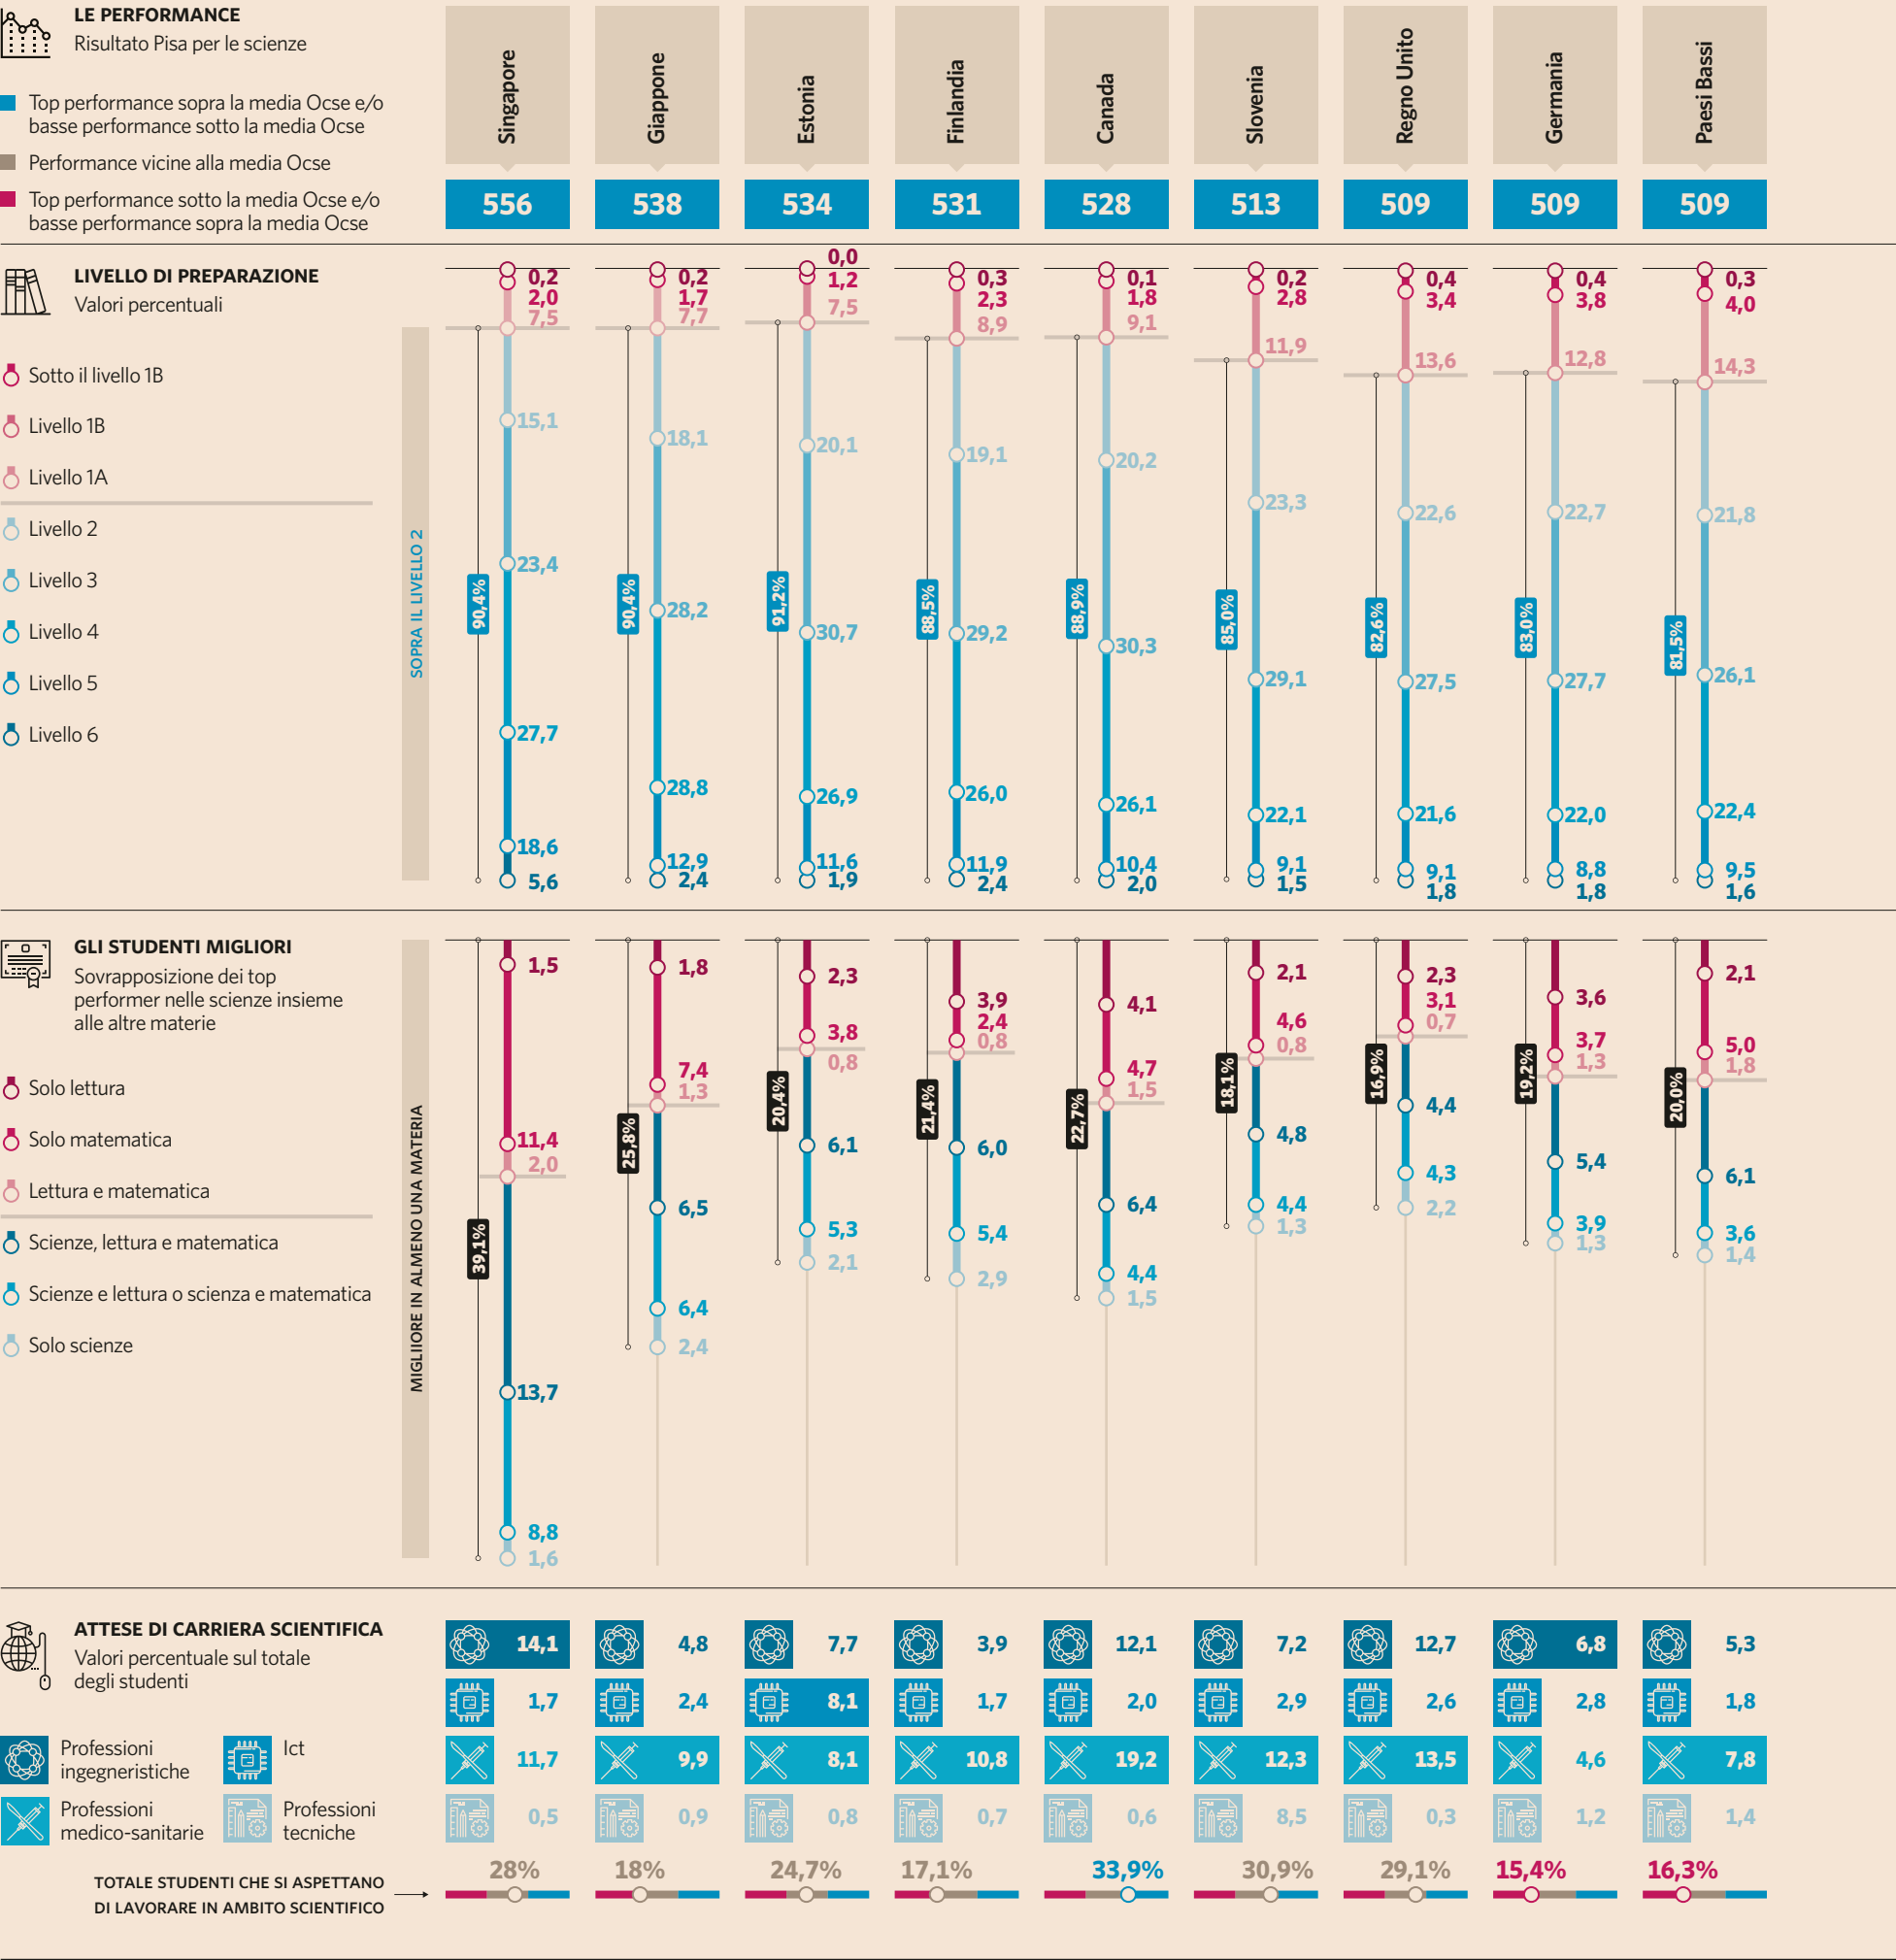 LE PERFORMANCE
Risultato Pisa per le scienze
Top performance sopra la media Ocse e/o
basse performance sotto la media Ocse
Performance vicine alla media Ocse
Top performance sotto la media Ocse e/o
basse performance sopra la media Ocse
Singapore
Giappone
Estonia
Finlandia
Canada
Slovenia
Regno Unito
Germania
Paesi Bassi
556 538 534 531 528 513 509 509 509
LIVELLO DI PREPARAZIONE
Valori percentuali
Sotto il livello 1B
Livello 1B
Livello 1A
Livello 2
Livello 3
Livello 4
Livello 5
Livello 6
SOPRA IL LIVELLO 2
0,2 0,2 0,0 0,3 0,1 0,2 0,4 0,4 0,3
2,0 1,7 1,2 2,3 1,8 2,8 3,4 3,8 4,0
7,5 7,7 7,5 8,9 9,1 11,9 13,6 12,8 14,3
15,1 18,1 20,1 19,1 20,2 23,3 22,6 22,7 21,8
23,4 28,2 30,7 29,2 30,3 29,1 27,5 27,7 26,1
90,4% 90,4% 91,2% 88,5% 88,9% 85,0% 82,6% 83,0% 81,5%
27,7 28,8 26,9 26,0 26,1 22,1 21,6 22,0 22,4
18,6 12,9 11,6 11,9 10,4 9,1 9,1 8,8 9,5
5,6 2,4 1,9 2,4 2,0 1,5 1,8 1,8 1,6
GLI STUDENTI MIGLIORI
Sovrapposizione dei top
performer nelle scienze insieme
alle altre materie
Solo lettura
Solo matematica
Lettura e matematica
Scienze, lettura e matematica
Scienze e lettura o scienza e matematica
Solo scienze
MIGLIIORE IN ALMENO UNA MATERIA
1,5 1,8 2,3 3,9 4,1 2,1 2,3 3,6 2,1
11,4 7,4 3,8 2,4 4,7 4,6 3,1 3,7 5,0
2,0 1,3 0,8 0,8 1,5 0,8 0,7 1,3 1,8
39,1% 25,8% 20,4% 21,4% 22,7% 18,1% 16,9% 19,2% 20,0%
13,7 6,5 6,1 6,0 6,4 4,8 4,4 5,4 6,1
8,8 6,4 5,3 5,4 4,4 4,4 4,3 3,9 3,6
1,6 2,4 2,1 2,9 1,5 1,3 2,2 1,3 1,4
ATTESE DI CARRIERA SCIENTIFICA
Valori percentuale sul totale
degli studenti
Professioni
ingegneristiche
Ict
Professioni
medico-sanitarie
Professioni
tecniche
14,1 4,8 7,7 3,9 12,1 7,2 12,7 6,8 5,3
1,7 2,4 8,1 1,7 2,0 2,9 2,6 2,8 1,8
11,7 9,9 8,1 10,8 19,2 12,3 13,5 4,6 7,8
0,5 0,9 0,8 0,7 0,6 8,5 0,3 1,2 1,4
TOTALE STUDENTI CHE SI ASPETTANO
DI LAVORARE IN AMBITO SCIENTIFICO
28% 18% 24,7% 17,1% 33,9% 30,9% 29,1% 15,4% 16,3%